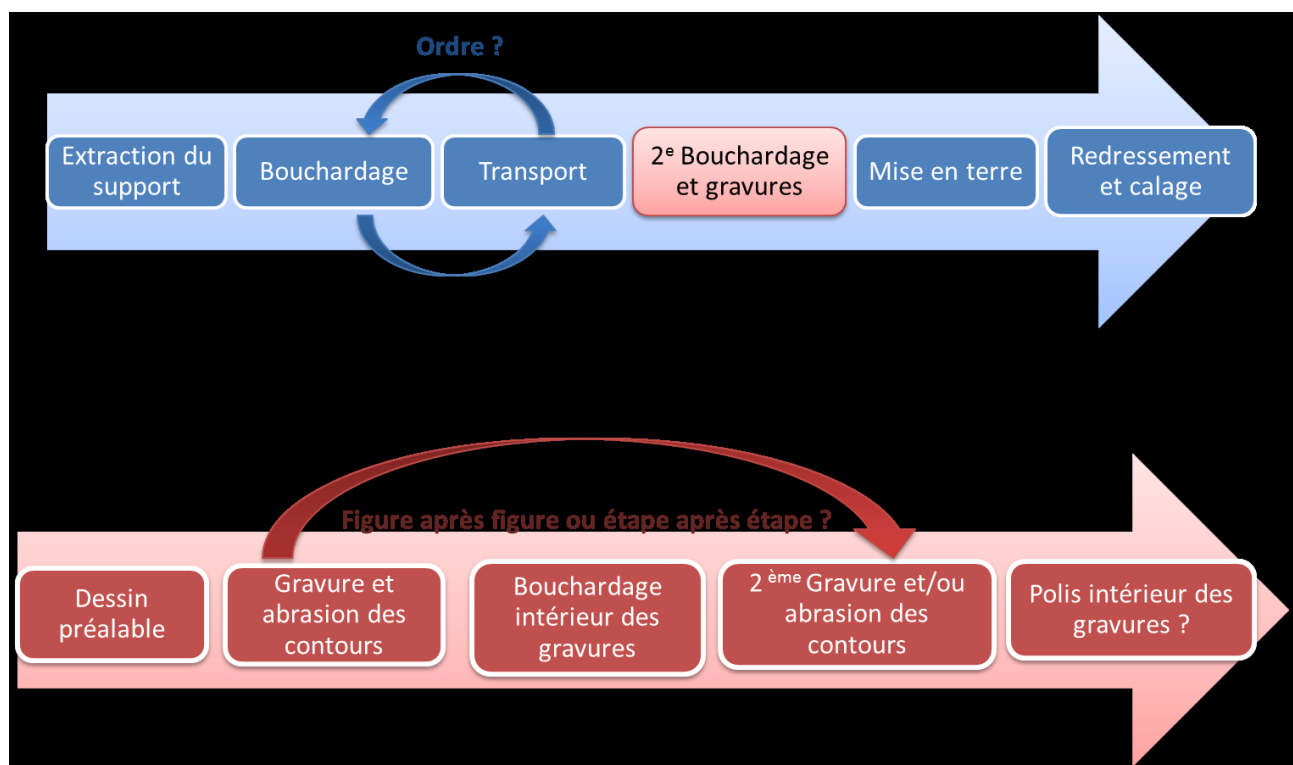 Ordre ?
Extraction du
support
Bouchardage
Transport
2e Bouchardage
et gravures
Mise en terre
Redressement
et calage
Figure après figure ou étape après étape ?
Dessin
préalable
Gravure et
abrasion des
contours
Bouchardage
intérieur des
gravures
2 ème Gravure et/ou
abrasion des
contours
Polis intérieur des
gravures ?